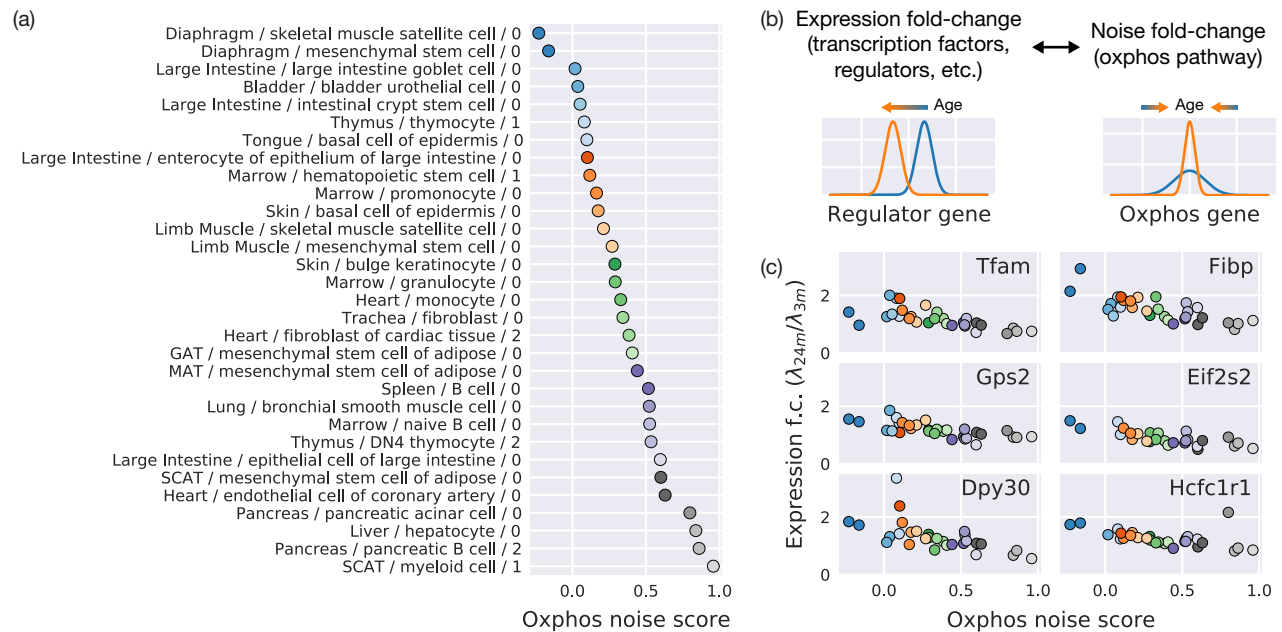 (a)
Diaphragm / skeletal muscle satellite cell / 0
Diaphragm / mesenchymal stem cell / 0
Large Intestine / large intestine goblet cell / 0
Bladder / bladder urothelial cell / 0
Large Intestine / intestinal crypt stem cell / 0
Thymus / thymocyte / 1
Tongue / basal cell of epidermis / 0
Large Intestine / enterocyte of epithelium of large intestine / 0
Marrow / hematopoietic stem cell / 1
Marrow / promonocyte / 0
Skin / basal cell of epidermis / 0
Limb Muscle / skeletal muscle satellite cell / 0
Limb Muscle / mesenchymal stem cell / 0
Skin / bulge keratinocyte / 0
Marrow / granulocyte / 0
Heart / monocyte / 0
Trachea / fibroblast / 0
Heart / fibroblast of cardiac tissue / 2
GAT / mesenchymal stem cell of adipose / 0
MAT / mesenchymal stem cell of adipose / 0
Spleen / B cell / 0
Lung / bronchial smooth muscle cell / 0
Marrow / naive B cell / 0
Thymus / DN4 thymocyte / 2
Large Intestine / epithelial cell of large intestine / 0
SCAT / mesenchymal stem cell of adipose / 0
Heart / endothelial cell of coronary artery / 0
Pancreas / pancreatic acinar cell / 0
Liver / hepatocyte / 0
Pancreas / pancreatic B cell / 2
SCAT / myeloid cell / 1
0.0 0.5 1.0
Oxphos noise score
(b)
Expression fold-change
(transcription factors,
regulators, etc.)
Noise fold-change
(oxphos pathway)
Age
Age
Regulator gene
Oxphos gene
(c)
Expression f.c. (λ24m/λ3m)
Tfam
Fibp
2
0
Gps2
Eif2s2
2
0
Dpy30
Hcfc1r1
2
0
0.0 0.5 1.0
0.0 0.5 1.0
Oxphos noise score